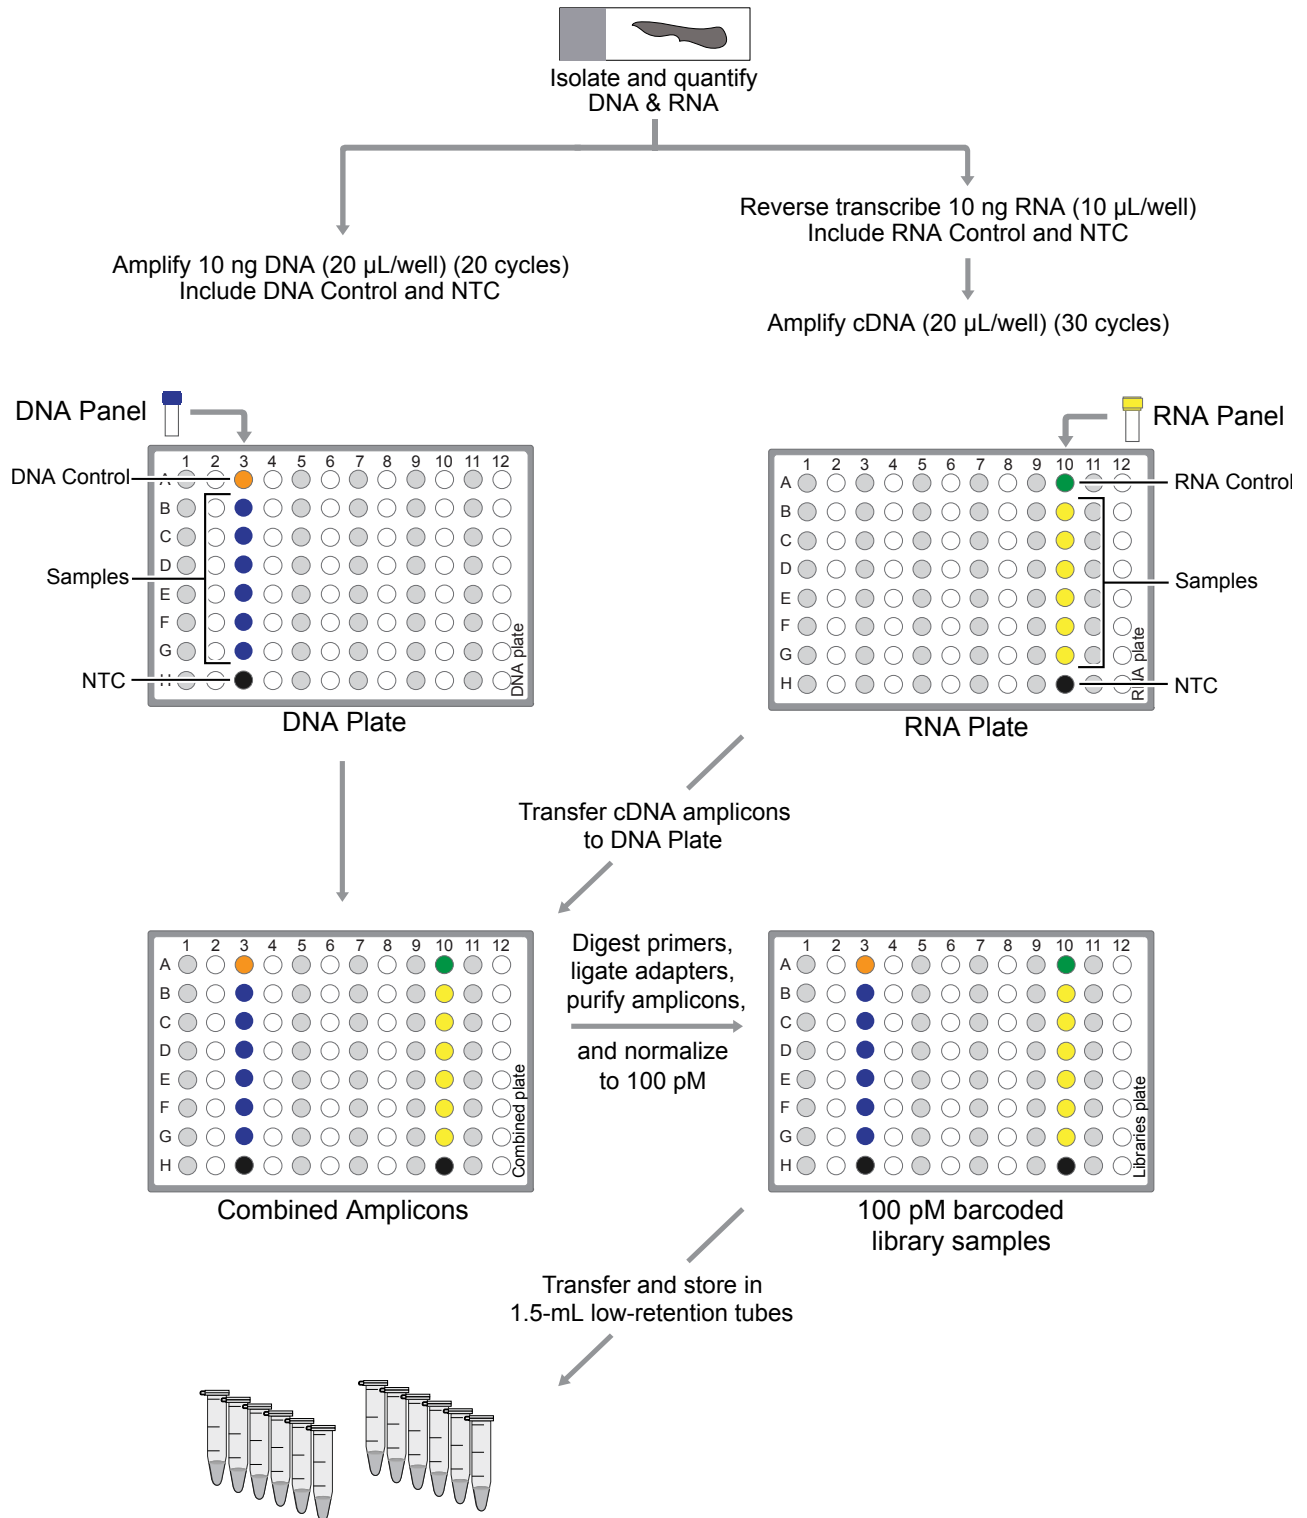 Isolate and quantify
DNA & RNA
Reverse transcribe 10 ng RNA (10 µL/well)
Include RNA Control and NTC
Amplify 10 ng DNA (20 µL/well) (20 cycles)
Include DNA Control and NTC
Amplify cDNA (20 µL/well) (30 cycles)
DNA Panel
1 2 3 4 5 6 7 8 9 10 11 12
DNA Control
A
B
C
D
Samples
E
F
G
NTC
H
DNA plate
DNA Plate
RNA Panel
1 2 3 4 5 6 7 8 9 10 11 12
A
RNA Control
B
C
D
Samples
E
F
G
H
NTC
RNA plate
RNA Plate
Transfer cDNA amplicons
to DNA Plate
1 2 3 4 5 6 7 8 9 10 11 12
A
B
C
D
E
F
G
H
Combined plate
Combined Amplicons
Digest primers,
ligate adapters,
purify amplicons,
and normalize
to 100 pM
1 2 3 4 5 6 7 8 9 10 11 12
A
B
C
D
E
F
G
H
Libraries plate
100 pM barcoded
library samples
Transfer and store in
1.5-mL low-retention tubes